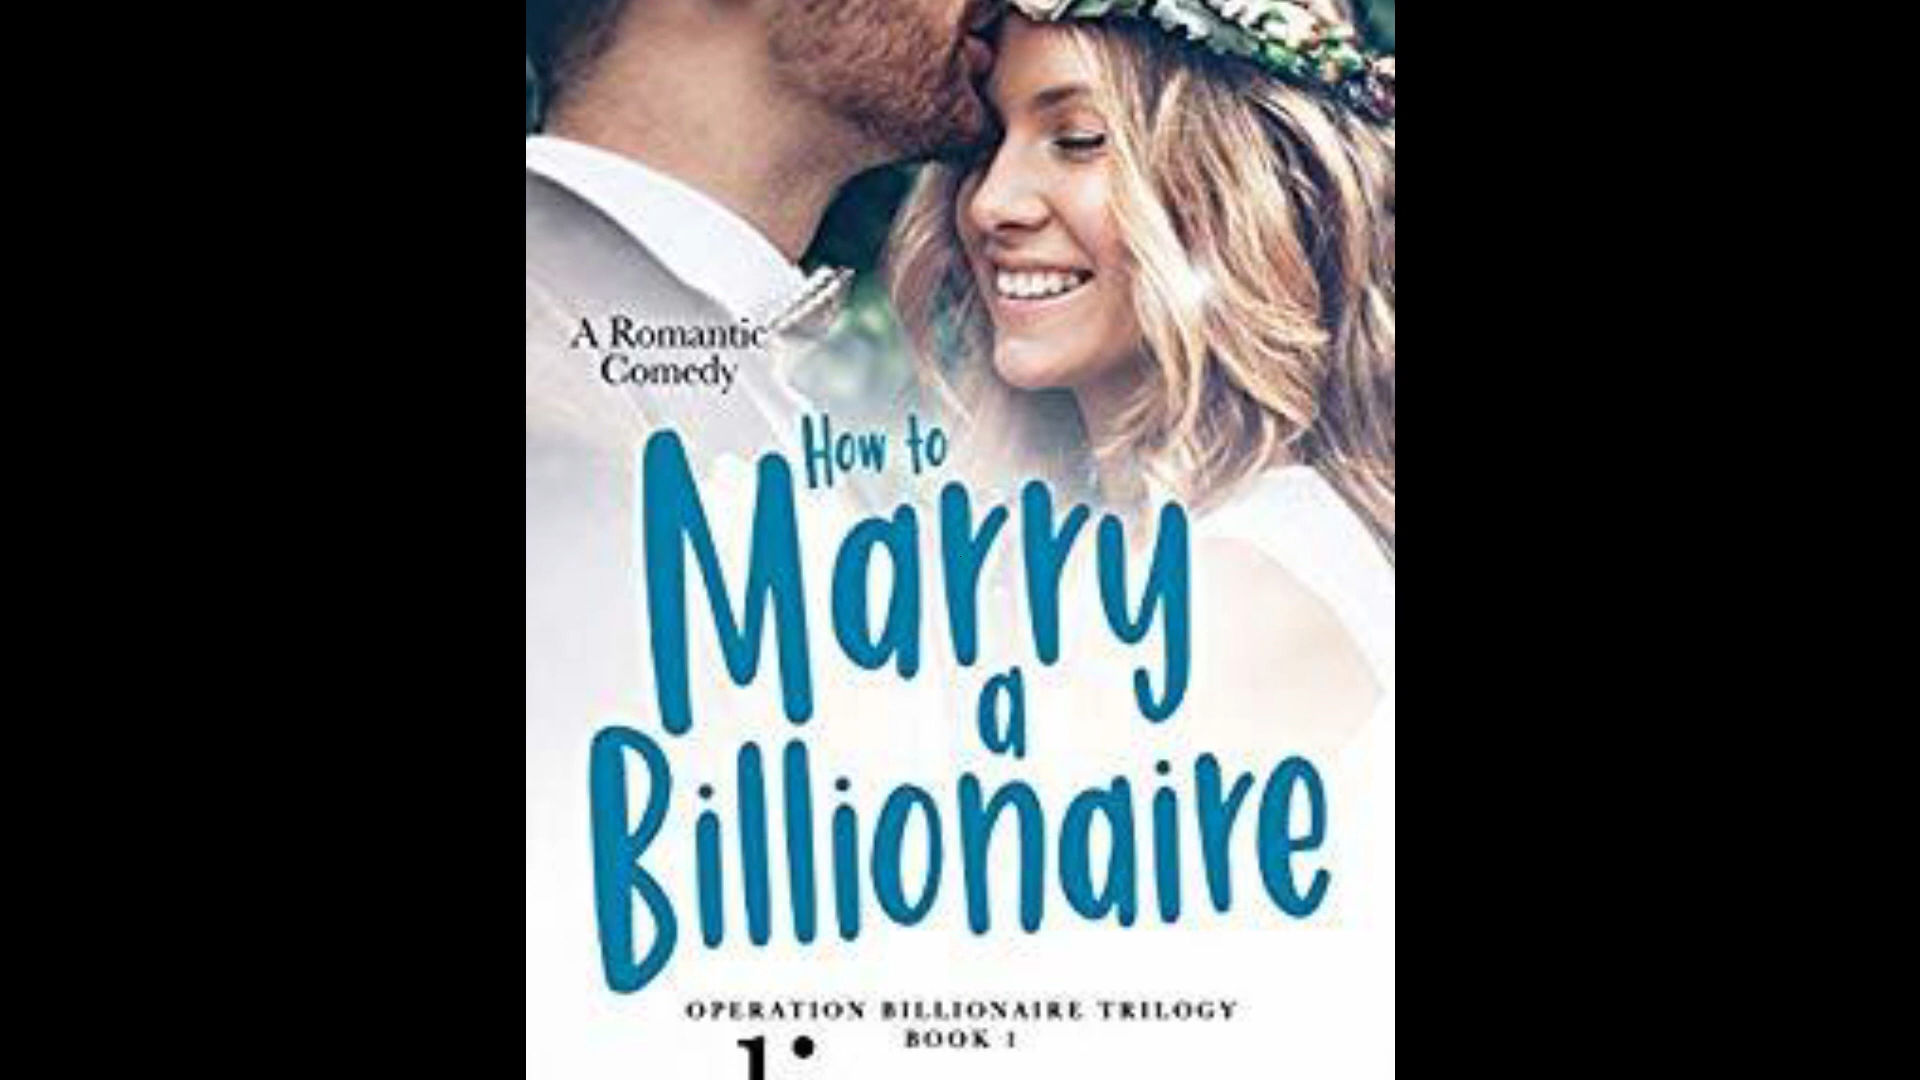 A Romantic
Comedy
How to
Marry
a
Billionaire
OPERATION BILLIONAIRE TRILOGY
BOOK 1